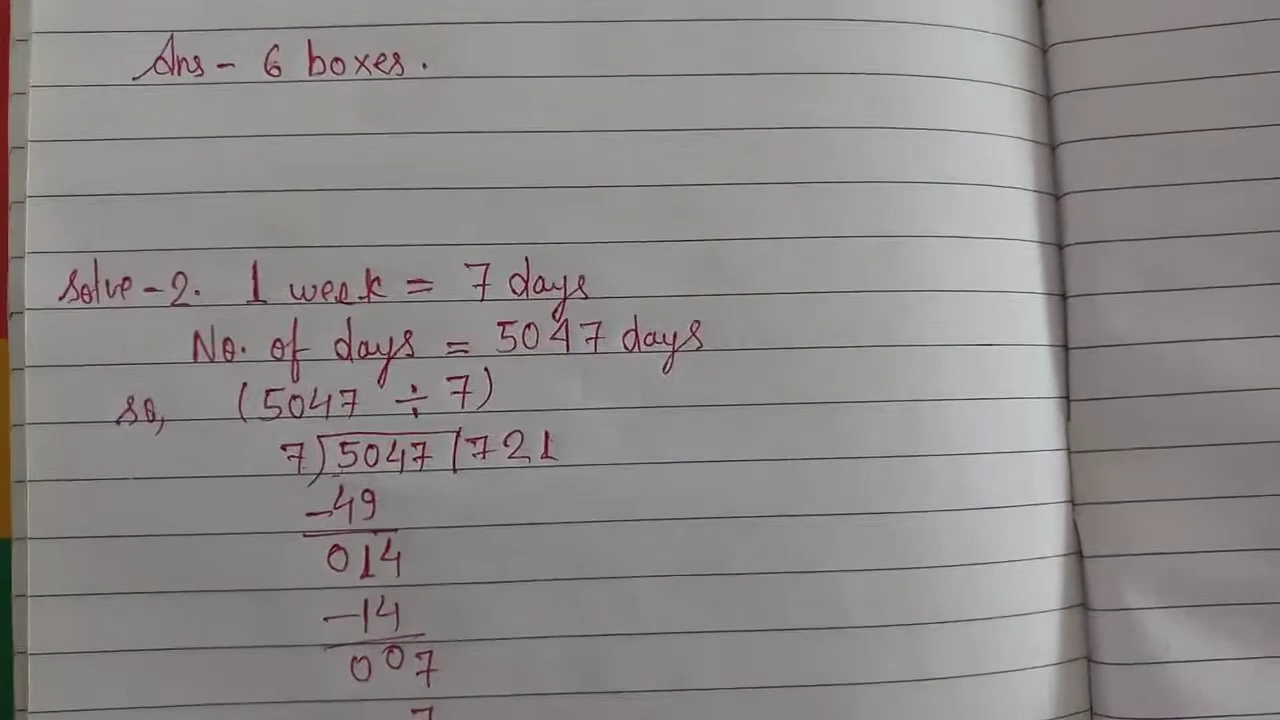 Ans - 6 boxes.
Solve - 2. 1 week = 7 days
No. of days = 5047 days
so, (5047 ÷ 7)
7)5047/721
-49
014
-14
007
7